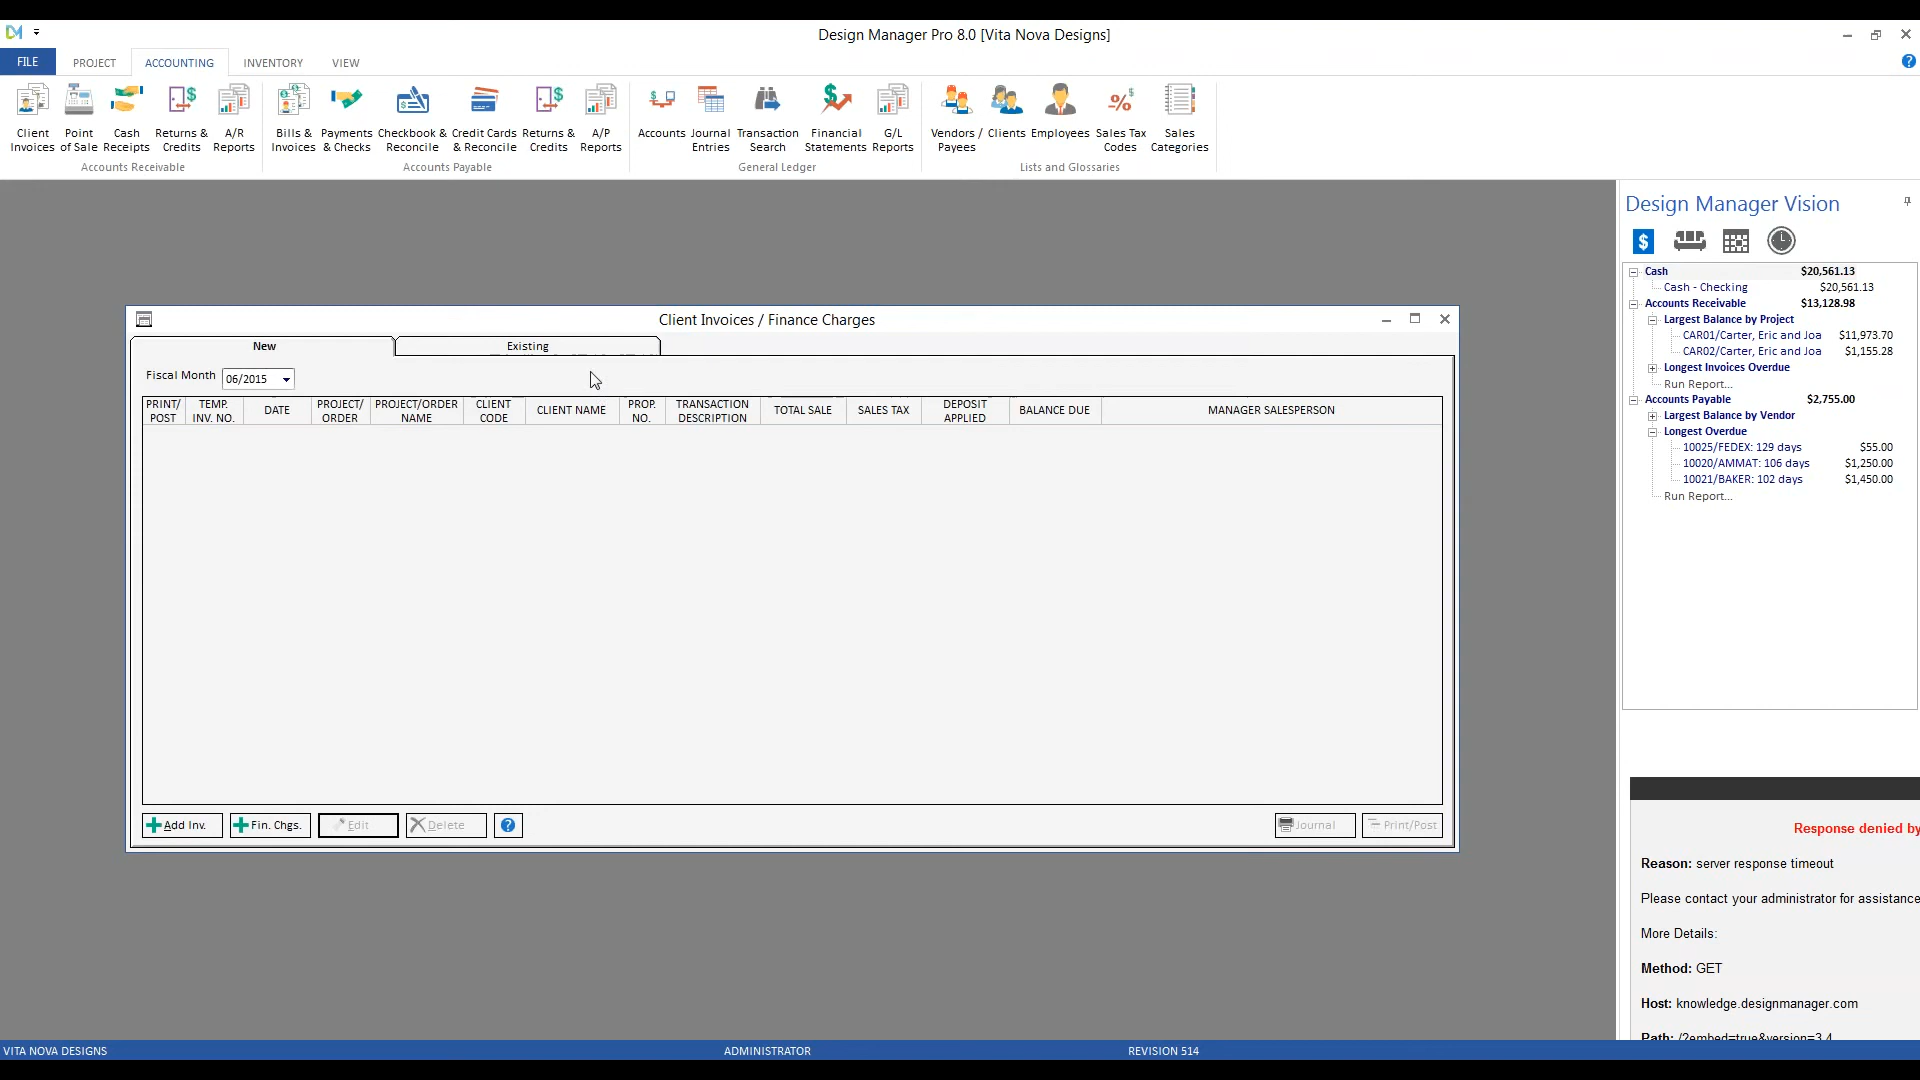 Design Manager Pro 8.0 [Vita Nova Designs]
FILE PROJECT ACCOUNTING INVENTORY VIEW
Client Invoices
Point of Sale
Cash Receipts
Returns & Credits
A/R Reports
Accounts Receivable
Bills & Invoices
Payments & Checks
Checkbook & Reconcile
Credit Cards & Reconcile
Returns & Credits
A/P Reports
Accounts Payable
Accounts
Journal Entries
Transaction Search
Financial Statements
G/L Reports
General Ledger
Vendors / Payees
Clients
Employees
Sales Tax Codes
Sales Categories
Lists and Glossaries
Client Invoices / Finance Charges
New Existing
Fiscal Month 06/2015
PRINT/ POST
TEMP. INV. NO.
DATE
PROJECT/ ORDER
PROJECT/ORDER NAME
CLIENT CODE
CLIENT NAME
PROP. NO.
TRANSACTION DESCRIPTION
TOTAL SALE
SALES TAX
DEPOSIT APPLIED
BALANCE DUE
MANAGER SALESPERSON
Add Inv. Fin. Chgs. Edit Delete ? Journal Print/Post
Design Manager Vision
$
Cash $20,561.13
Cash - Checking $20,561.13
Accounts Receivable $13,128.98
Largest Balance by Project
CAR01/Carter, Eric and Joa $11,973.70
CAR02/Carter, Eric and Joa $1,155.28
Longest Invoices Overdue
Run Report...
Accounts Payable $2,755.00
Largest Balance by Vendor
Longest Overdue
10025/FEDEX: 129 days $55.00
10020/AMMAT: 106 days $1,250.00
10021/BAKER: 102 days $1,450.00
Run Report...
Response denied by
Reason: server response timeout
Please contact your administrator for assistance
More Details:
Method: GET
Host: knowledge.designmanager.com
Path: /?embed=true&version=3.4
VITA NOVA DESIGNS ADMINISTRATOR REVISION 514